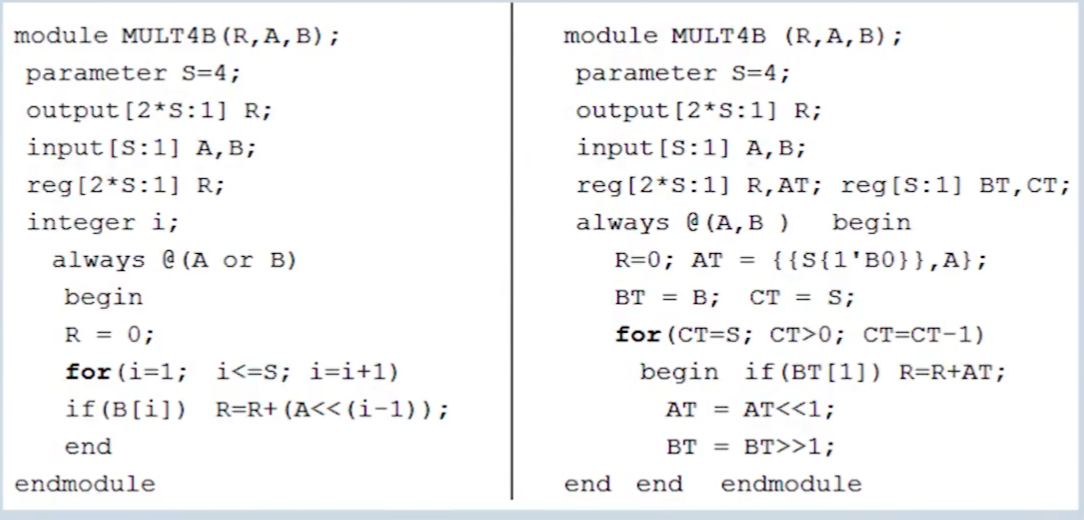 module MULT4B(R,A,B);
parameter S=4;
output[2*S:1] R;
input[S:1] A,B;
reg[2*S:1] R;
integer i;
always @(A or B)
begin
R = 0;
for(i=1; i<=S; i=i+1)
if(B[i]) R=R+(A<<(i-1));
end
endmodule
module MULT4B (R,A,B);
parameter S=4;
output[2*S:1] R;
input[S:1] A,B;
reg[2*S:1] R,AT; reg[S:1] BT,CT;
always @(A,B ) begin
R=0; AT = {{S{1'B0}},A};
BT = B; CT = S;
for(CT=S; CT>0; CT=CT-1)
begin if(BT[1]) R=R+AT;
AT = AT<<1;
BT = BT>>1;
end end endmodule